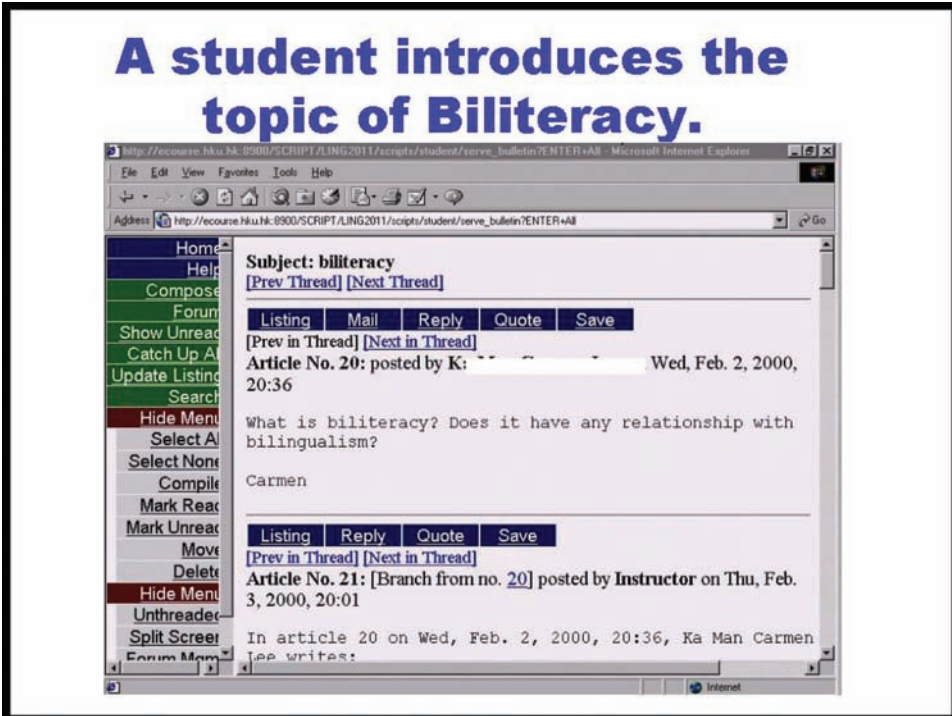 A student introduces the
topic of Biliteracy.
http://ecourse.hku.hk:8900/SCRIPT/LING2011/scripts/student/serve_bulletin?ENTER+All - Microsoft Internet Explorer
File Edit View Favorites Tools Help
Address http://ecourse.hku.hk:8900/SCRIPT/LING2011/scripts/student/serve_bulletin?ENTER+All Go
Home
Help
Compose
Forum
Show Unread
Catch Up Al
Update Listing
Search
Hide Menu
Select Al
Select None
Compile
Mark Read
Mark Unread
Move
Delete
Hide Menu
Unthreaded
Split Screen
Forum Mgm
Subject: biliteracy
[Prev Thread] [Next Thread]
Listing Mail Reply Quote Save
[Prev in Thread] [Next in Thread]
Article No. 20: posted by K: Wed, Feb. 2, 2000,
20:36
What is biliteracy? Does it have any relationship with
bilingualism?
Carmen
Listing Reply Quote Save
[Prev in Thread] [Next in Thread]
Article No. 21: [Branch from no. 20] posted by Instructor on Thu, Feb.
3, 2000, 20:01
In article 20 on Wed, Feb. 2, 2000, 20:36, Ka Man Carmen
Lee writes:
Internet